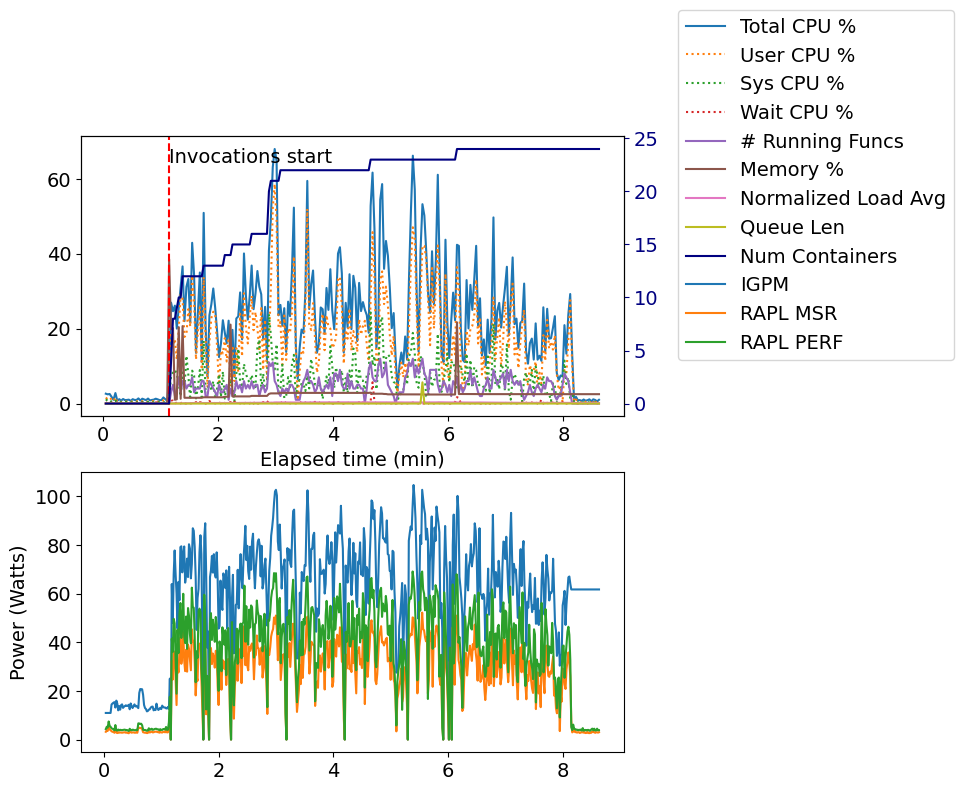 Total CPU %
User CPU %
Sys CPU %
Wait CPU %
# Running Funcs
Memory %
Normalized Load Avg
Queue Len
Num Containers
IGPM
RAPL MSR
RAPL PERF
Invocations start
60
40
20
0
25
20
15
10
5
0
0 2 4 6 8
Elapsed time (min)
Power (Watts)
100
80
60
40
20
0
0 2 4 6 8